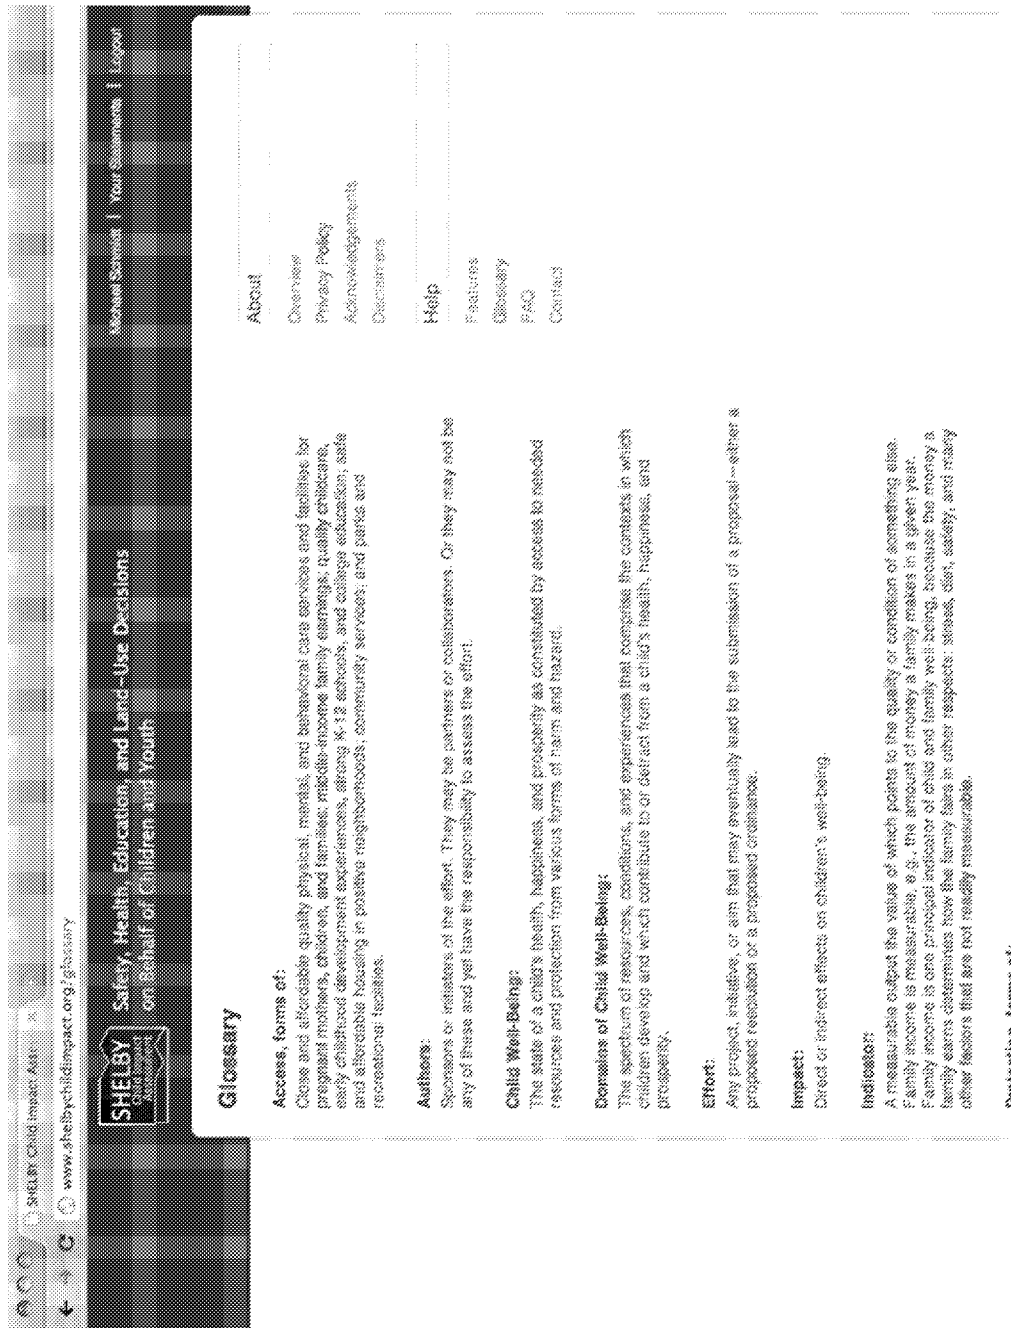 SHELBY Child Impact Asses ×
www.shelbychildimpact.org/glossary
SHELBY
CHILD IMPACT
ASSESSMENT
Safety, Health, Education, and Land-Use Decisions
on Behalf of Children and Youth
Michael Schmidt | Your Statements | Logout
Glossary
Access, forms of:
Close and affordable quality physical, mental, and behavioral care services and facilities for
pregnant mothers, children, and families; middle-income family earnings; quality childcare,
early childhood development experiences, strong K-12 schools, and college education; safe
and affordable housing in positive neighborhoods; community services; and parks and
recreational facilities.
Authors:
Sponsors or initiators of the effort. They may be partners or collaborators. Or they may not be
any of these and yet have the responsibility to assess the effort.
Child Well-Being:
The state of a child's health, happiness, and prosperity as constituted by access to needed
resources and protection from various forms of harm and hazard.
Domains of Child Well-Being:
The spectrum of resources, conditions, and experiences that comprise the contexts in which
children develop and which contribute to or detract from a child's health, happiness, and
prosperity.
Effort:
Any project, initiative, or aim that may eventually lead to the submission of a proposal—either a
proposed resolution or a proposed ordinance.
Impact:
Direct or indirect effects on children's well-being.
Indicator:
A measurable output the value of which points to the quality or condition of something else.
Family income is measurable, e.g., the amount of money a family makes in a given year.
Family income is one principal indicator of child and family well-being, because the money a
family earns determines how the family fairs in other respects: stress, diet, safety, and many
other factors that are not readily measurable.
Protection, forms of:
About
Overview
Privacy Policy
Acknowledgements
Disclaimers
Help
Features
Glossary
FAQ
Contact